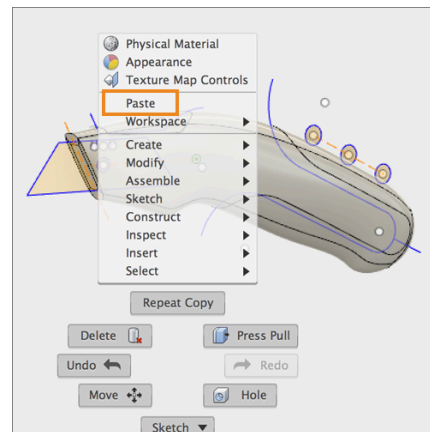 Physical Material
Appearance
Texture Map Controls
Paste
Workspace
Create
Modify
Assemble
Sketch
Construct
Inspect
Insert
Select
Repeat Copy
Delete
Press Pull
Undo
Redo
Move
Hole
Sketch